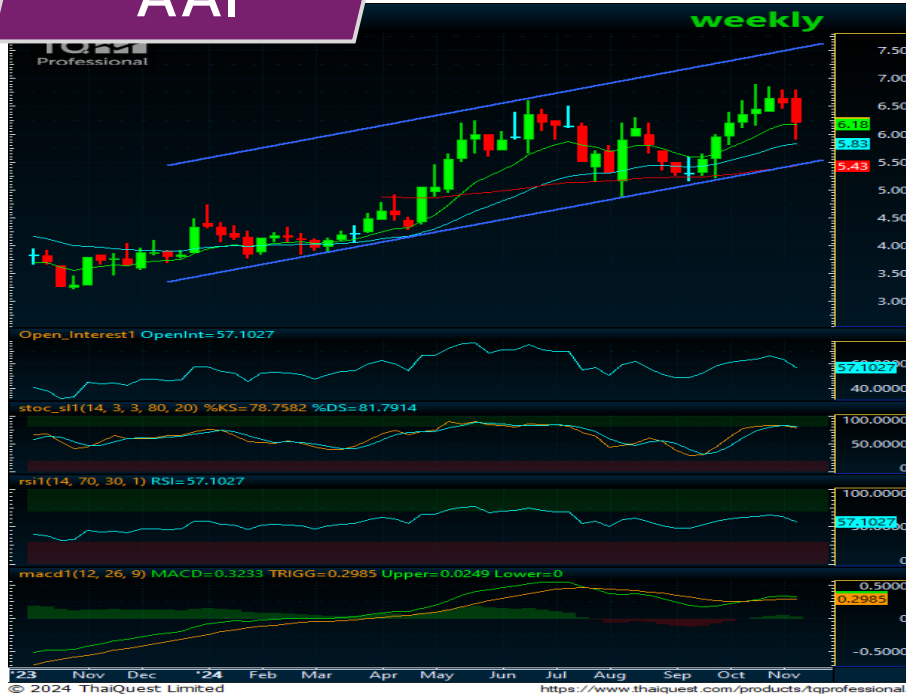 AAI
weekly
Professional
7.50
7.00
6.50
6.18
6.00
5.83
5.50
5.43
5.00
4.50
4.00
3.50
3.00
Open_Interest1 OpenInt=57.1027
57.1027
40.0000
stoc_sl1(14, 3, 3, 80, 20) %KS=78.7582 %DS=81.7914
100.0000
50.0000
0
rsi1(14, 70, 30, 1) RSI=57.1027
100.0000
57.1027
0
macd1(12, 26, 9) MACD=0.3233 TRIGG=0.2985 Upper=0.0249 Lower=0
0.5000
0.2985
0
-0.5000
'23 Nov Dec '24 Feb Mar Apr May Jun Jul Aug Sep Oct Nov
© 2024 ThaiQuest Limited https://www.thaiquest.com/products/tqprofessional